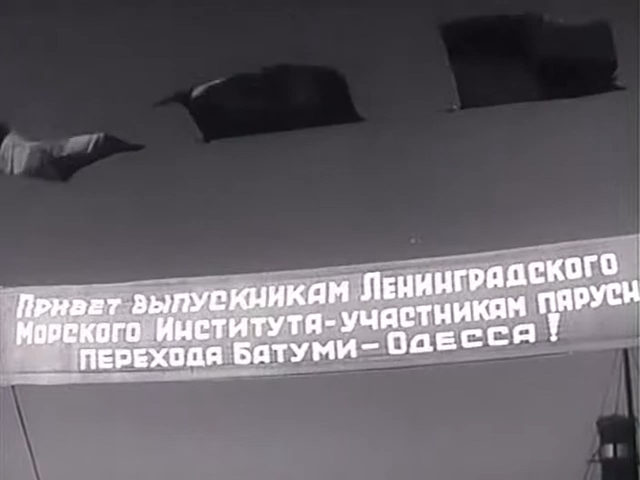 Привет выпускникам Ленинградского
Морского Института-участникам парусн
перехода Батуми-Одесса!